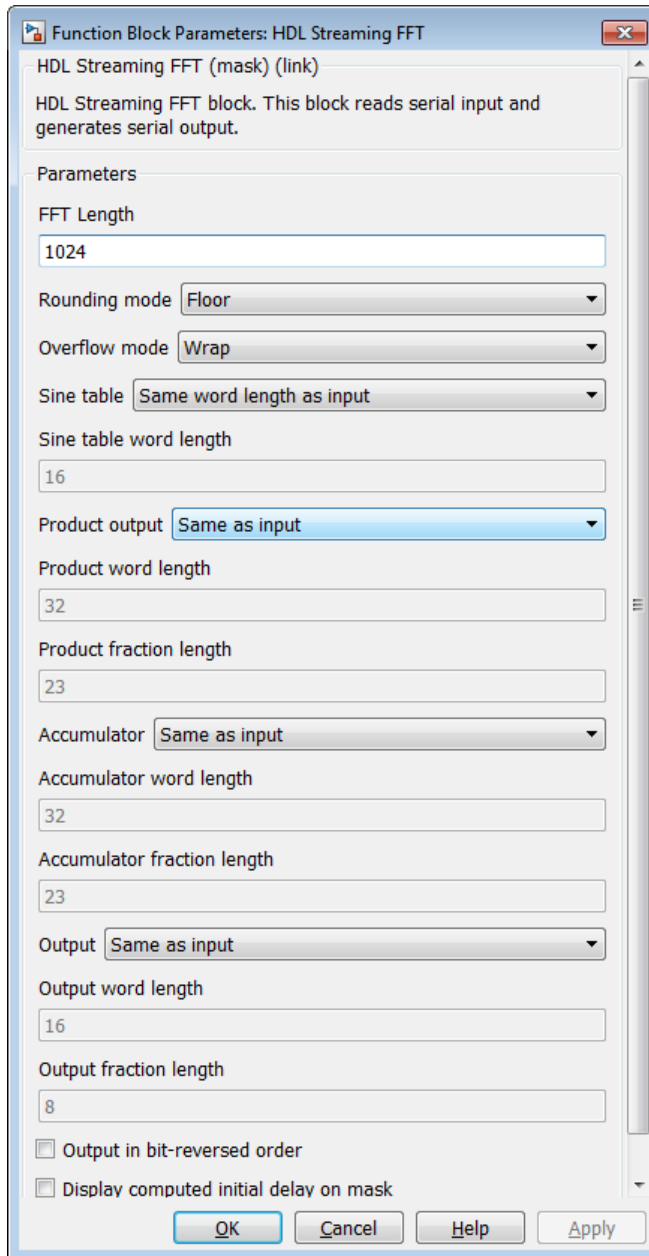 Function Block Parameters: HDL Streaming FFT
HDL Streaming FFT (mask) (link)
HDL Streaming FFT block. This block reads serial input and
generates serial output.
Parameters
FFT Length
1024
Rounding mode Floor
Overflow mode Wrap
Sine table Same word length as input
Sine table word length
16
Product output Same as input
Product word length
32
Product fraction length
23
Accumulator Same as input
Accumulator word length
32
Accumulator fraction length
23
Output Same as input
Output word length
16
Output fraction length
8
Output in bit-reversed order
Display computed initial delay on mask
OK Cancel Help Apply